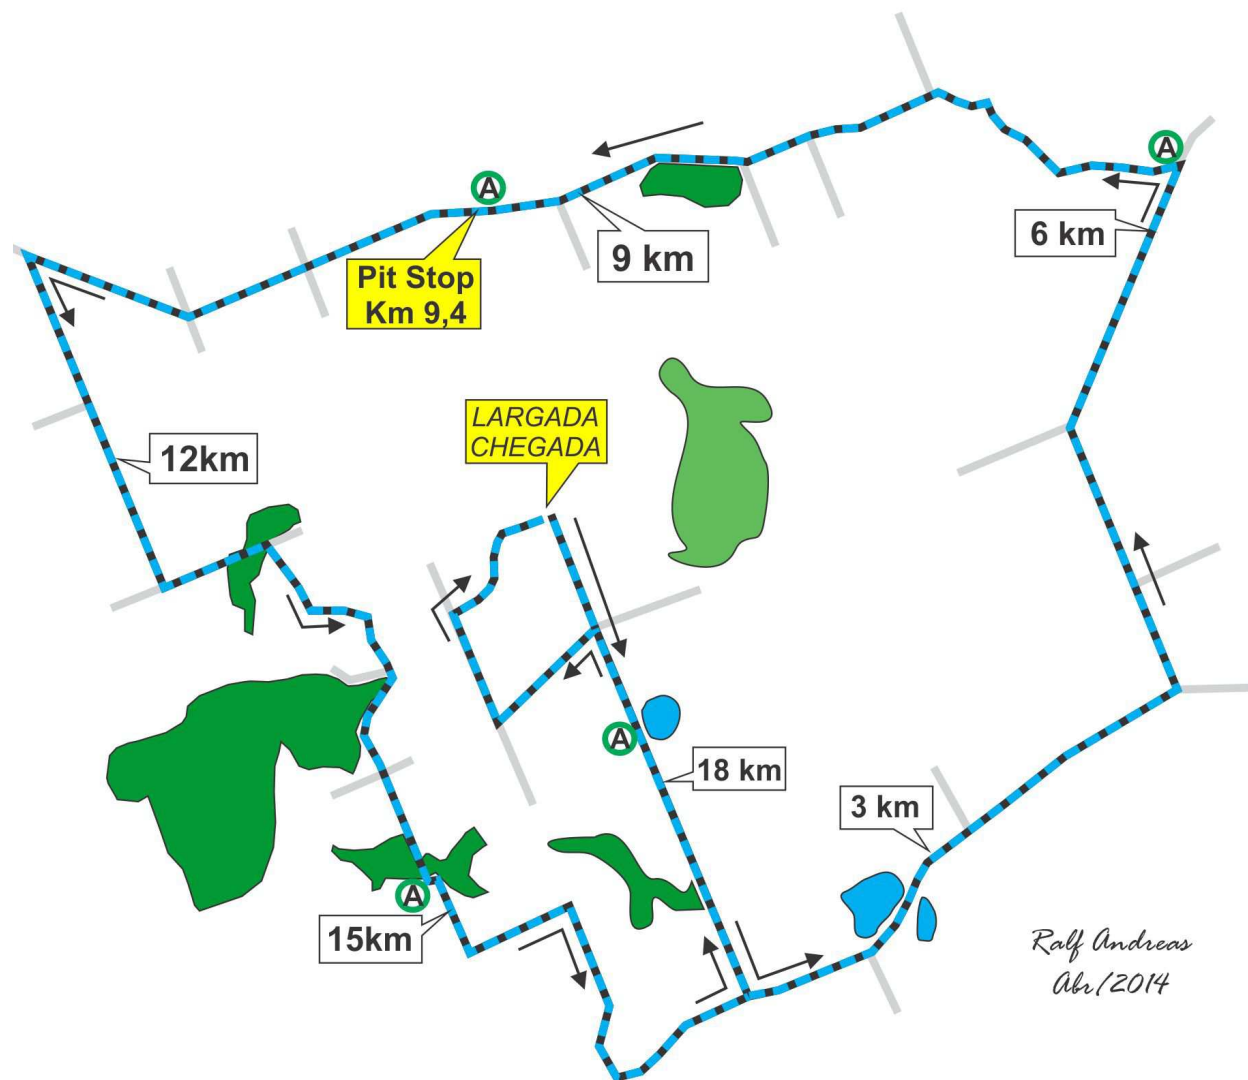 A
A
6 km
9 km
Pit Stop
Km 9,4
LARGADA
CHEGADA
12km
A
18 km
3 km
A
15km
Ralf Andreas
Abr/2014